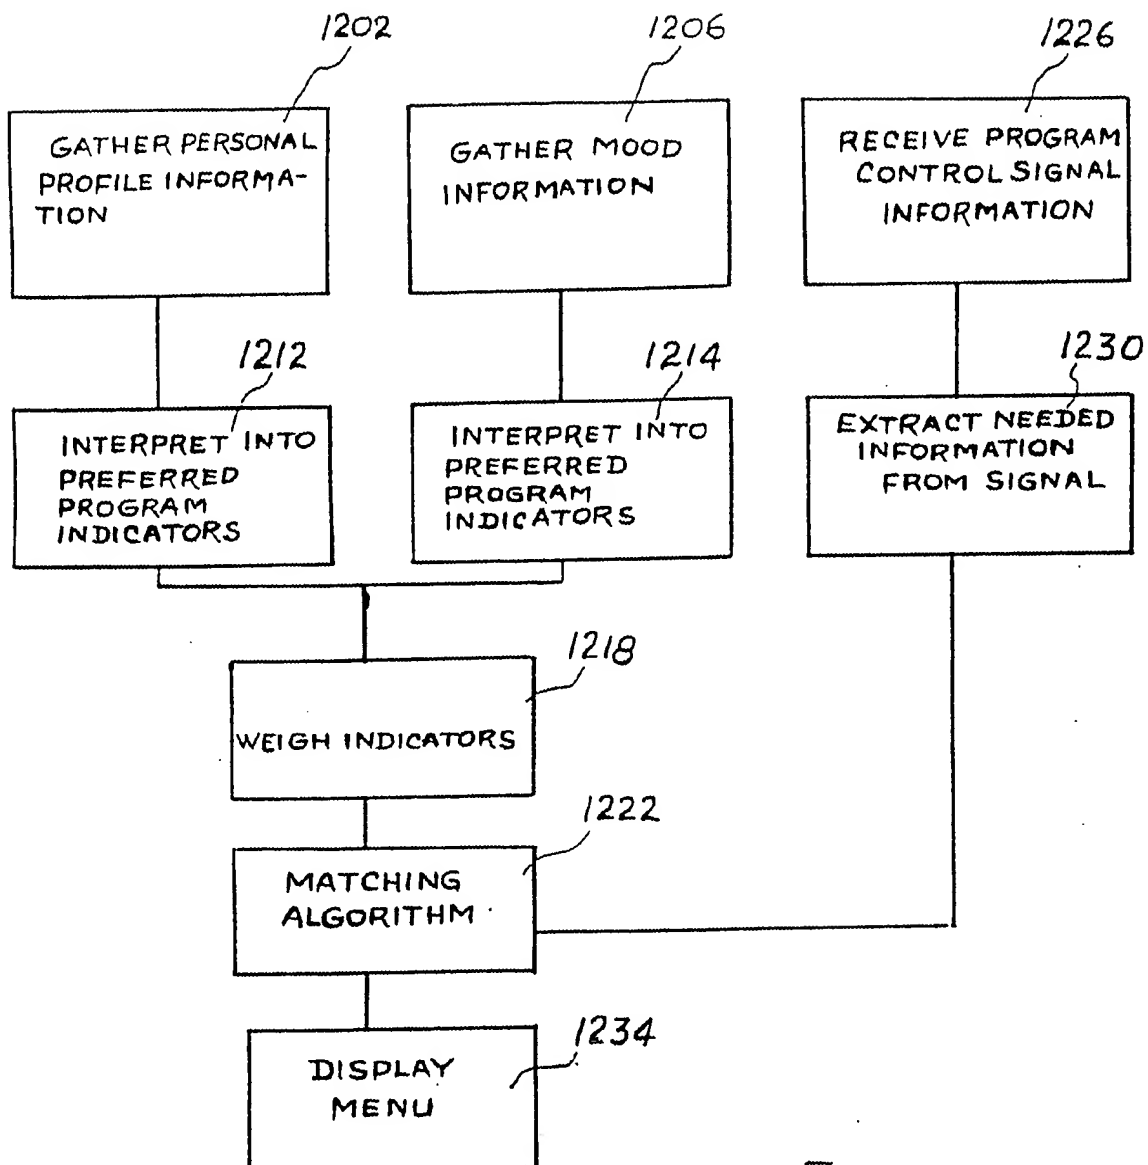 1202
GATHER PERSONAL
PROFILE INFORMA-
TION
1206
GATHER MOOD
INFORMATION
1226
RECEIVE PROGRAM
CONTROL SIGNAL
INFORMATION
1212
INTERPRET INTO
PREFERRED
PROGRAM
INDICATORS
1214
INTERPRET INTO
PREFERRED
PROGRAM
INDICATORS
1230
EXTRACT NEEDED
INFORMATION
FROM SIGNAL
1218
WEIGH INDICATORS
1222
MATCHING
ALGORITHM
1234
DISPLAY
MENU